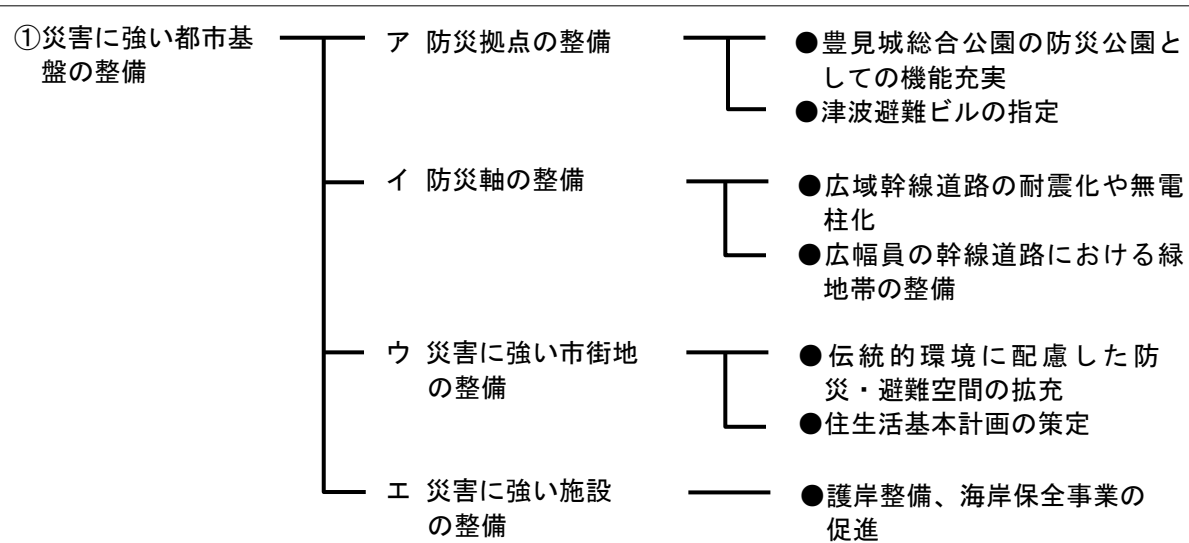 ①災害に強い都市基
盤の整備
ア 防災拠点の整備
●豊見城総合公園の防災公園と
しての機能充実
●津波避難ビルの指定
イ 防災軸の整備
●広域幹線道路の耐震化や無電
柱化
●広幅員の幹線道路における緑
地帯の整備
ウ 災害に強い市街地
の整備
●伝統的環境に配慮した防
災・避難空間の拡充
●住生活基本計画の策定
エ 災害に強い施設
の整備
●護岸整備、海岸保全事業の
促進